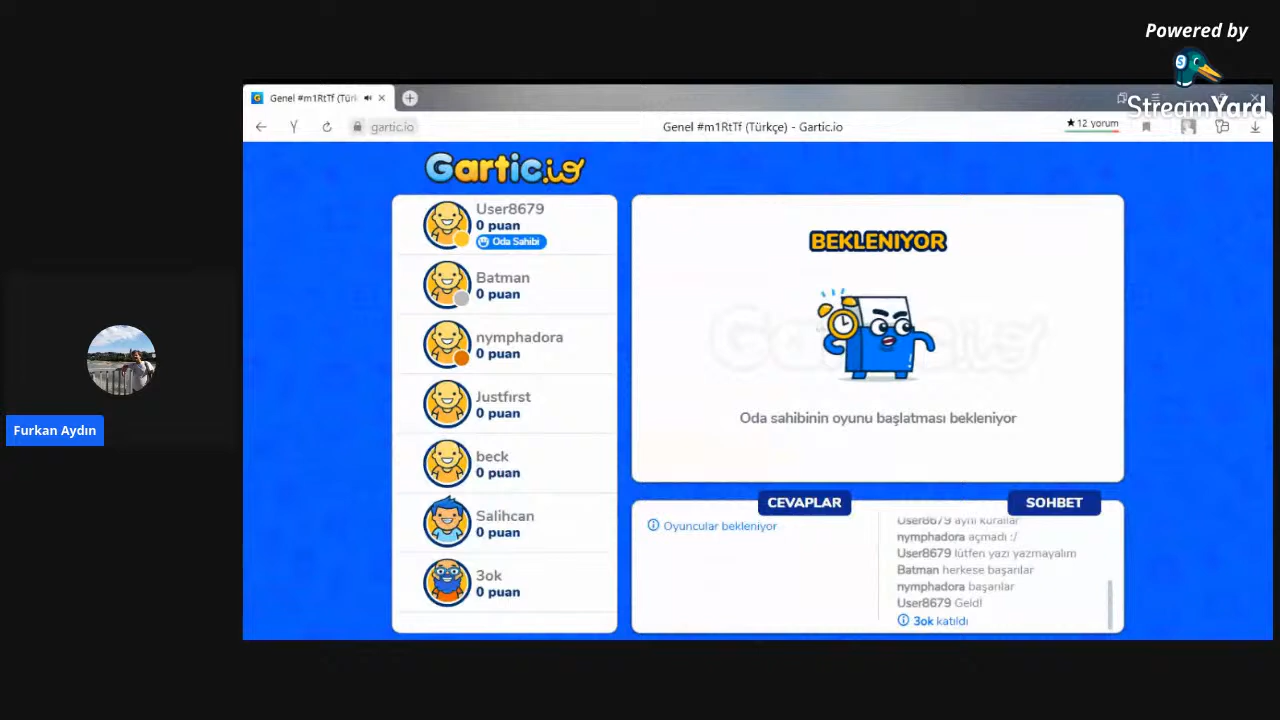 Powered by
StreamYard
Genel #m1RtTf (Türk
gartic.io
Genel #m1RtTf (Türkçe) - Gartic.io
★12 yorum
Gartic.io
User8679
0 puan
Oda Sahibi
Batman
0 puan
nymphadora
0 puan
Justfırst
0 puan
beck
0 puan
Salihcan
0 puan
3ok
0 puan
BEKLENIYOR
Oda sahibinin oyunu başlatması bekleniyor
CEVAPLAR
Oyuncular bekleniyor
SOHBET
User8679 aynı kurallar
nymphadora açmadı :/
User8679 lütfen yazı yazmayalım
Batman herkese başarılar
nymphadora başarılar
User8679 Geldİ
3ok katıldı
Furkan Aydın